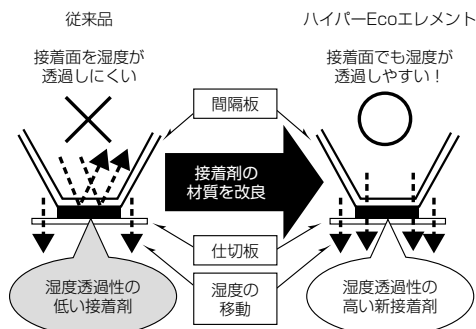 従来品
接着面を湿度が
透過しにくい
ハイパーEcoエレメント
接着面でも湿度が
透過しやすい！
間隔板
接着剤の
材質を改良
仕切板
湿度の
移動
湿度透過性の
低い接着剤
湿度透過性の
高い新接着剤